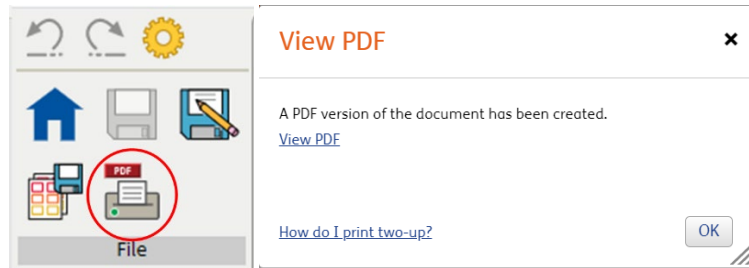 PDF
File
View PDF
A PDF version of the document has been created.
View PDF
How do I print two-up?
OK